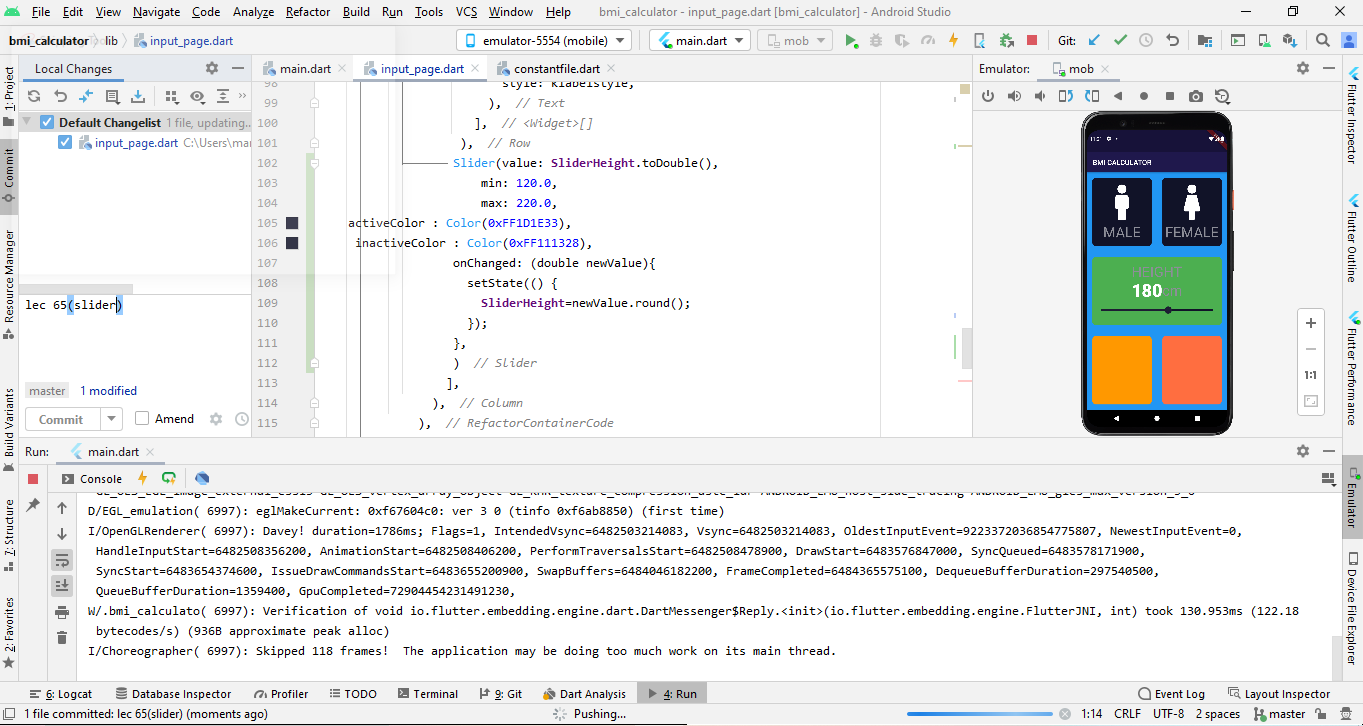 File Edit View Navigate Code Analyze Refactor Build Run Tools VCS Window Help bmi_calculator - input_page.dart [bmi_calculator] - Android Studio
bmi_calculator lib input_page.dart emulator-5554 (mobile) main.dart mob Git:
1: Project
Commit
Resource Manager
Build Variants
7: Structure
2: Favorites
Local Changes
Default Changelist 1 file, updating...
input_page.dart C:\Users\ma
lec 65(slider)
master 1 modified
Commit Amend
main.dart input_page.dart constantfile.dart
98 style: klabelstyle,
99 ), // Text
100 ], // <Widget>[]
101 ), // Row
102 Slider(value: SliderHeight.toDouble(),
103 min: 120.0,
104 max: 220.0,
105 activeColor : Color(0xFF1D1E33),
106 inactiveColor : Color(0xFF111328),
107 onChanged: (double newValue){
108 setState(() {
109 SliderHeight=newValue.round();
110 });
111 },
112 ) // Slider
113 ],
114 ), // Column
115 ), // RefactorContainerCode
Emulator: mob
BMI CALCULATOR
MALE FEMALE
HEIGHT
180cm
1:1
Flutter Inspector
Flutter Outline
Flutter Performance
Emulator
Device File Explorer
Run: main.dart
Console
D/EGL_emulation( 6997): eglMakeCurrent: 0xf67604c0: ver 3 0 (tinfo 0xf6ab8850) (first time)
I/OpenGLRenderer( 6997): Davey! duration=1786ms; Flags=1, IntendedVsync=6482503214083, Vsync=6482503214083, OldestInputEvent=9223372036854775807, NewestInputEvent=0,
HandleInputStart=6482508356200, AnimationStart=6482508406200, PerformTraversalsStart=6482508478900, DrawStart=6483576847000, SyncQueued=6483578171900,
SyncStart=6483654374600, IssueDrawCommandsStart=6483655200900, SwapBuffers=6484046182200, FrameCompleted=6484365575100, DequeueBufferDuration=297540500,
QueueBufferDuration=1359400, GpuCompleted=72904454231491230,
W/.bmi_calculato( 6997): Verification of void io.flutter.embedding.engine.dart.DartMessenger$Reply.<init>(io.flutter.embedding.engine.FlutterJNI, int) took 130.953ms (122.18
bytecodes/s) (936B approximate peak alloc)
I/Choreographer( 6997): Skipped 118 frames!  The application may be doing too much work on its main thread.
6: Logcat Database Inspector Profiler TODO Terminal 9: Git Dart Analysis 4: Run Event Log Layout Inspector
1 file committed: lec 65(slider) (moments ago) Pushing... 1:14 CRLF UTF-8 2 spaces master